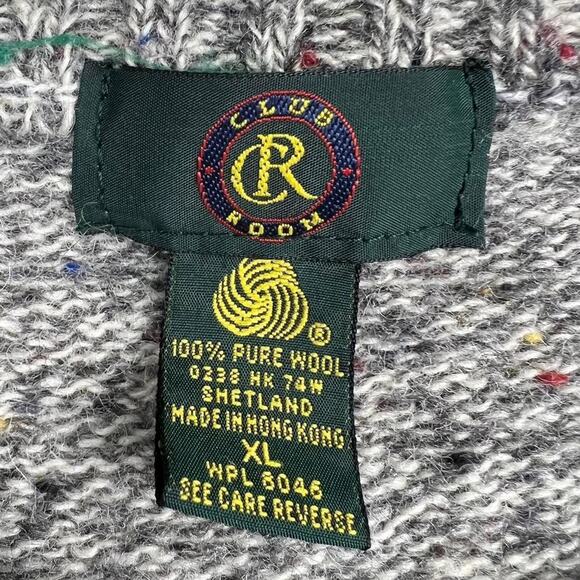 CLUB
CR
ROOM
®
100% PURE WOOL
0238 HK 74W
SHETLAND
MADE IN HONG KONG
XL
WPL 6046
SEE CARE REVERSE